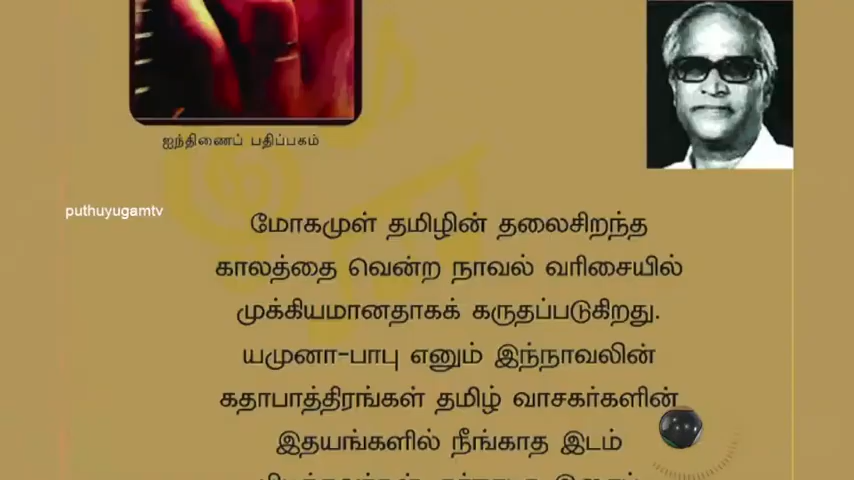 ஐந்திணைப் பதிப்பகம்
puthuyugamtv
மோகமுள் தமிழின் தலைசிறந்த
காலத்தை வென்ற நாவல் வரிசையில்
முக்கியமானதாகக் கருதப்படுகிறது.
யமுனா-பாபு எனும் இந்நாவலின்
கதாபாத்திரங்கள் தமிழ் வாசகர்களின்
இதயங்களில் நீங்காத இடம்